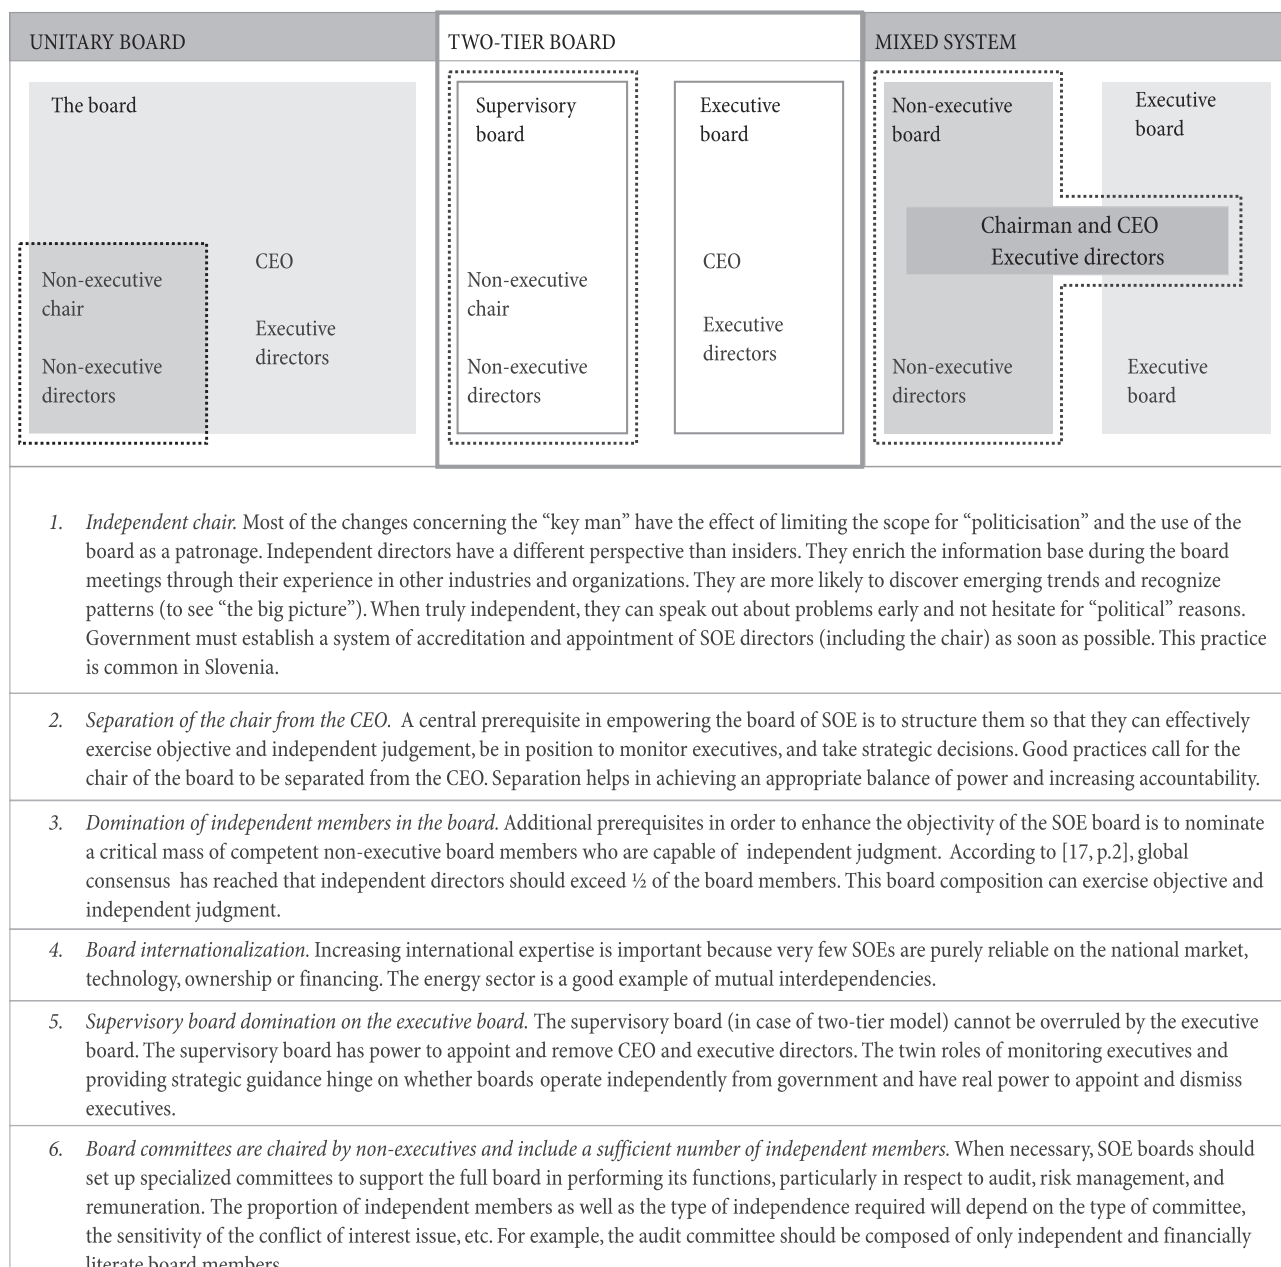 UNITARY BOARD
TWO-TIER BOARD
MIXED SYSTEM
The board
Non-executive
chair
Non-executive
directors
CEO
Executive
directors
Supervisory
board
Non-executive
chair
Non-executive
directors
Executive
board
CEO
Executive
directors
Non-executive
board
Executive
board
Chairman and CEO
Executive directors
Non-executive
directors
Executive
board
1. Independent chair. Most of the changes concerning the “key man” have the effect of limiting the scope for “politicisation” and the use of the
board as a patronage. Independent directors have a different perspective than insiders. They enrich the information base during the board
meetings through their experience in other industries and organizations. They are more likely to discover emerging trends and recognize
patterns (to see “the big picture”). When truly independent, they can speak out about problems early and not hesitate for “political” reasons.
Government must establish a system of accreditation and appointment of SOE directors (including the chair) as soon as possible. This practice
is common in Slovenia.
2. Separation of the chair from the CEO. A central prerequisite in empowering the board of SOE is to structure them so that they can effectively
exercise objective and independent judgement, be in position to monitor executives, and take strategic decisions. Good practices call for the
chair of the board to be separated from the CEO. Separation helps in achieving an appropriate balance of power and increasing accountability.
3. Domination of independent members in the board. Additional prerequisites in order to enhance the objectivity of the SOE board is to nominate
a critical mass of competent non-executive board members who are capable of independent judgment. According to [17, p.2], global
consensus has reached that independent directors should exceed ½ of the board members. This board composition can exercise objective and
independent judgment.
4. Board internationalization. Increasing international expertise is important because very few SOEs are purely reliable on the national market,
technology, ownership or financing. The energy sector is a good example of mutual interdependencies.
5. Supervisory board domination on the executive board. The supervisory board (in case of two-tier model) cannot be overruled by the executive
board. The supervisory board has power to appoint and remove CEO and executive directors. The twin roles of monitoring executives and
providing strategic guidance hinge on whether boards operate independently from government and have real power to appoint and dismiss
executives.
6. Board committees are chaired by non-executives and include a sufficient number of independent members. When necessary, SOE boards should
set up specialized committees to support the full board in performing its functions, particularly in respect to audit, risk management, and
remuneration. The proportion of independent members as well as the type of independence required will depend on the type of committee,
the sensitivity of the conflict of interest issue, etc. For example, the audit committee should be composed of only independent and financially
literate board members